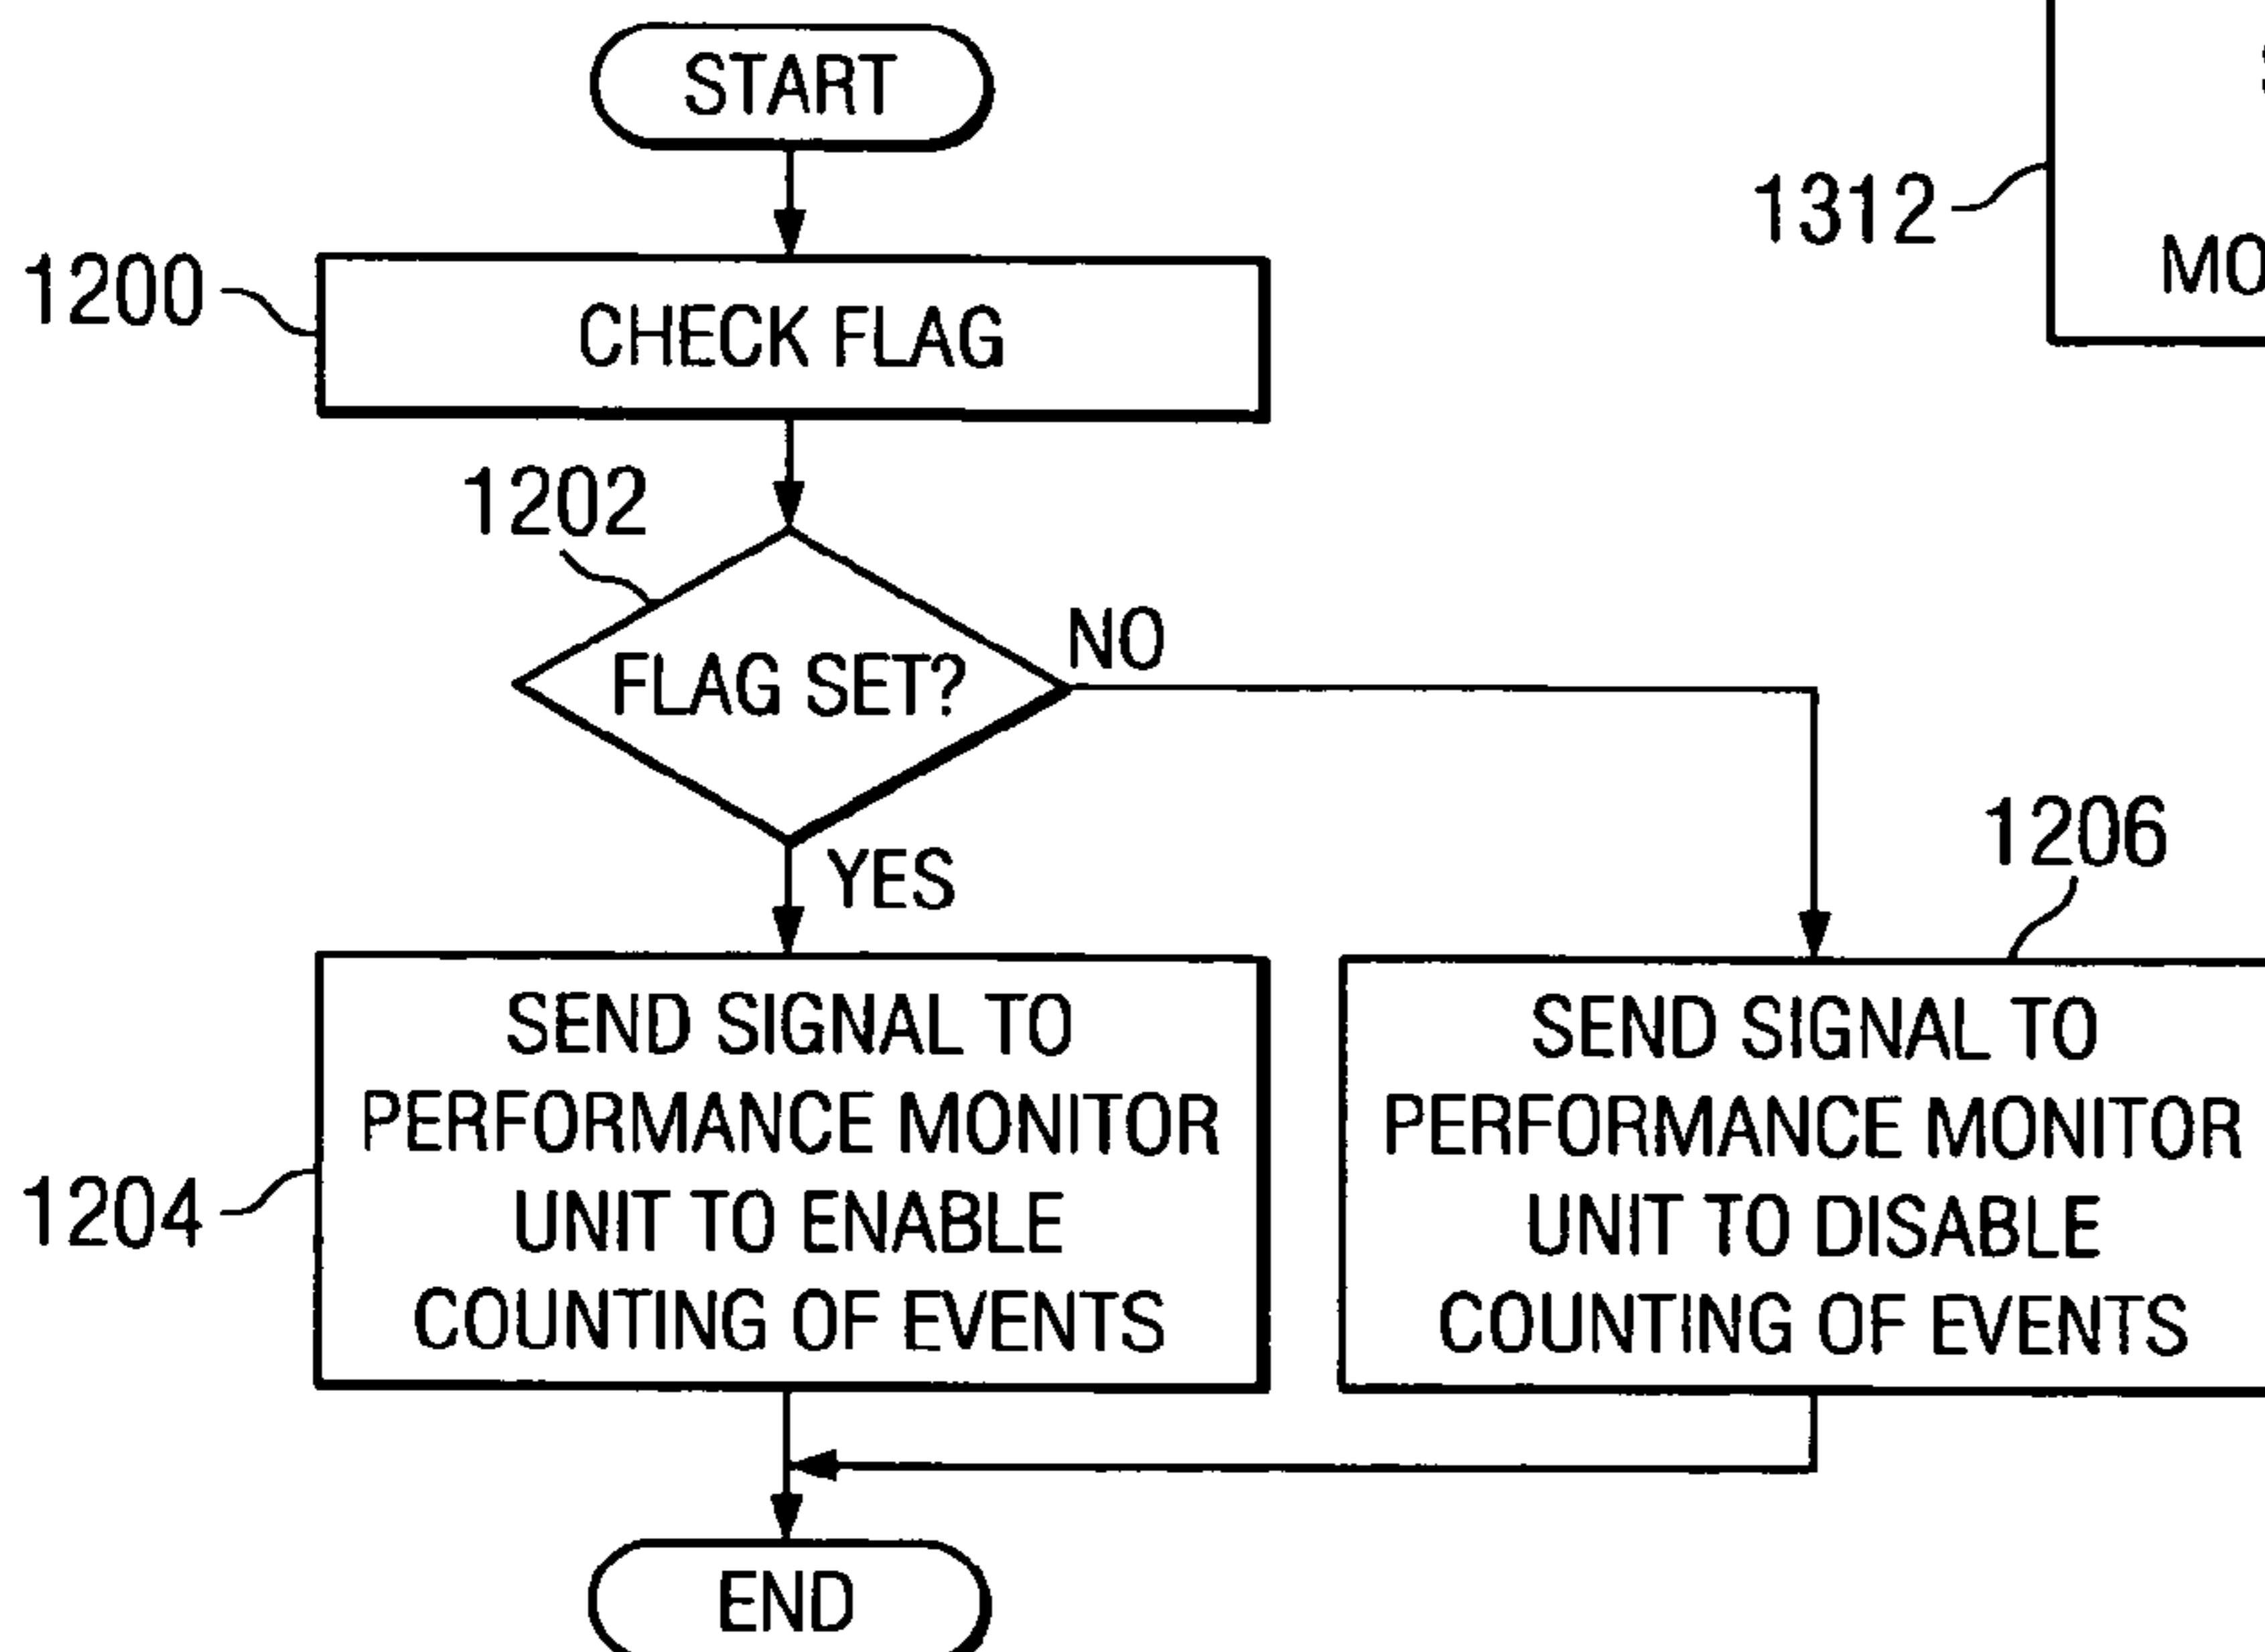 START
1200
CHECK FLAG
1202
FLAG SET?
NO
YES
1204
SEND SIGNAL TO
PERFORMANCE MONITOR
UNIT TO ENABLE
COUNTING OF EVENTS
1206
SEND SIGNAL TO
PERFORMANCE MONITOR
UNIT TO DISABLE
COUNTING OF EVENTS
END
1312